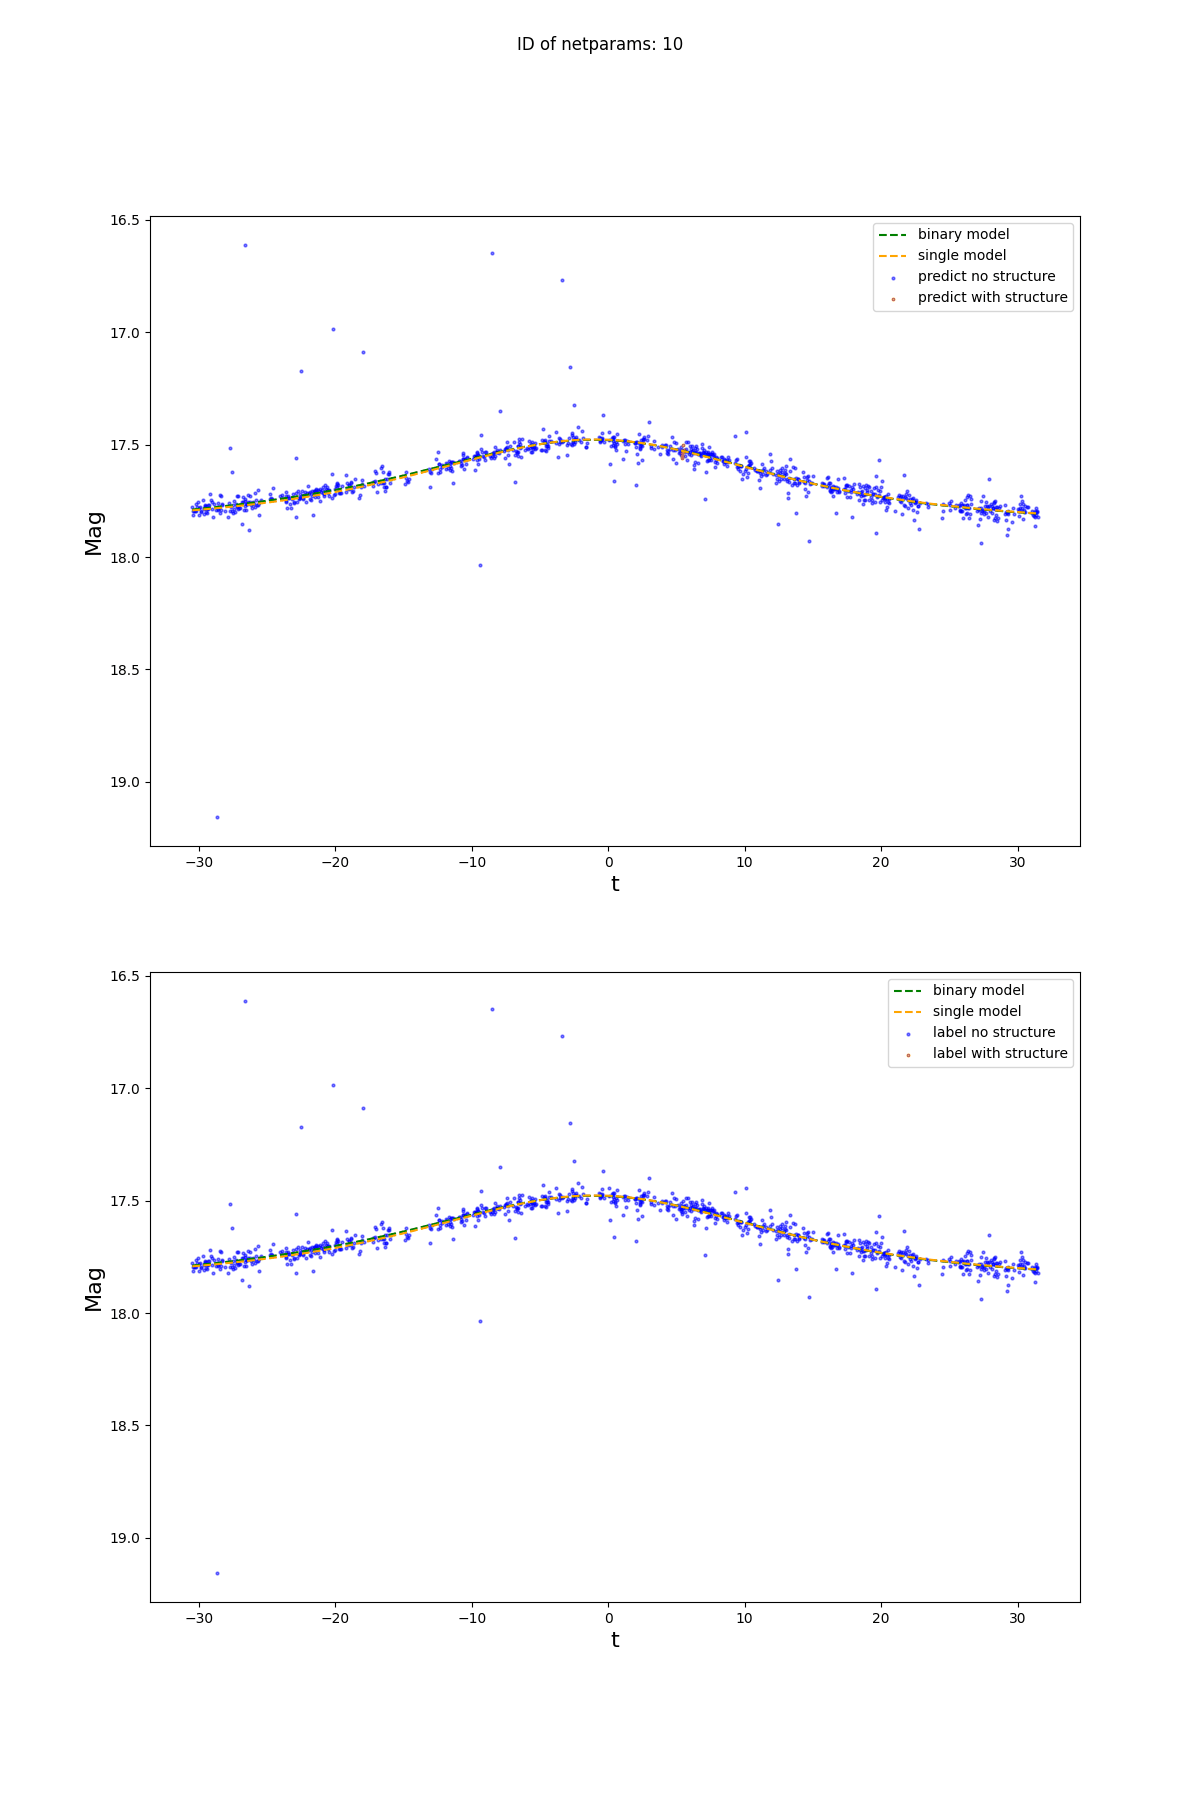 ID of netparams: 10
16.5
17.0
17.5
18.0
18.5
19.0
Mag
binary model
single model
predict no structure
predict with structure
−30 −20 −10 0 10 20 30
t
16.5
17.0
17.5
18.0
18.5
19.0
Mag
binary model
single model
label no structure
label with structure
−30 −20 −10 0 10 20 30
t